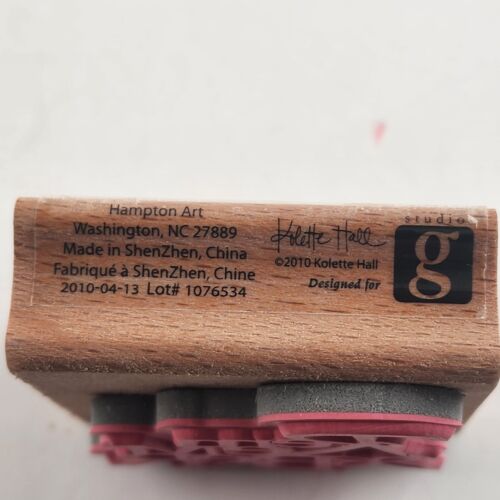 Hampton Art
Washington, NC 27889
Made in ShenZhen, China
Fabriqué à ShenZhen, Chine
2010-04-13 Lot# 1076534
Kolette Hall
©2010 Kolette Hall
Designed for
studio
g